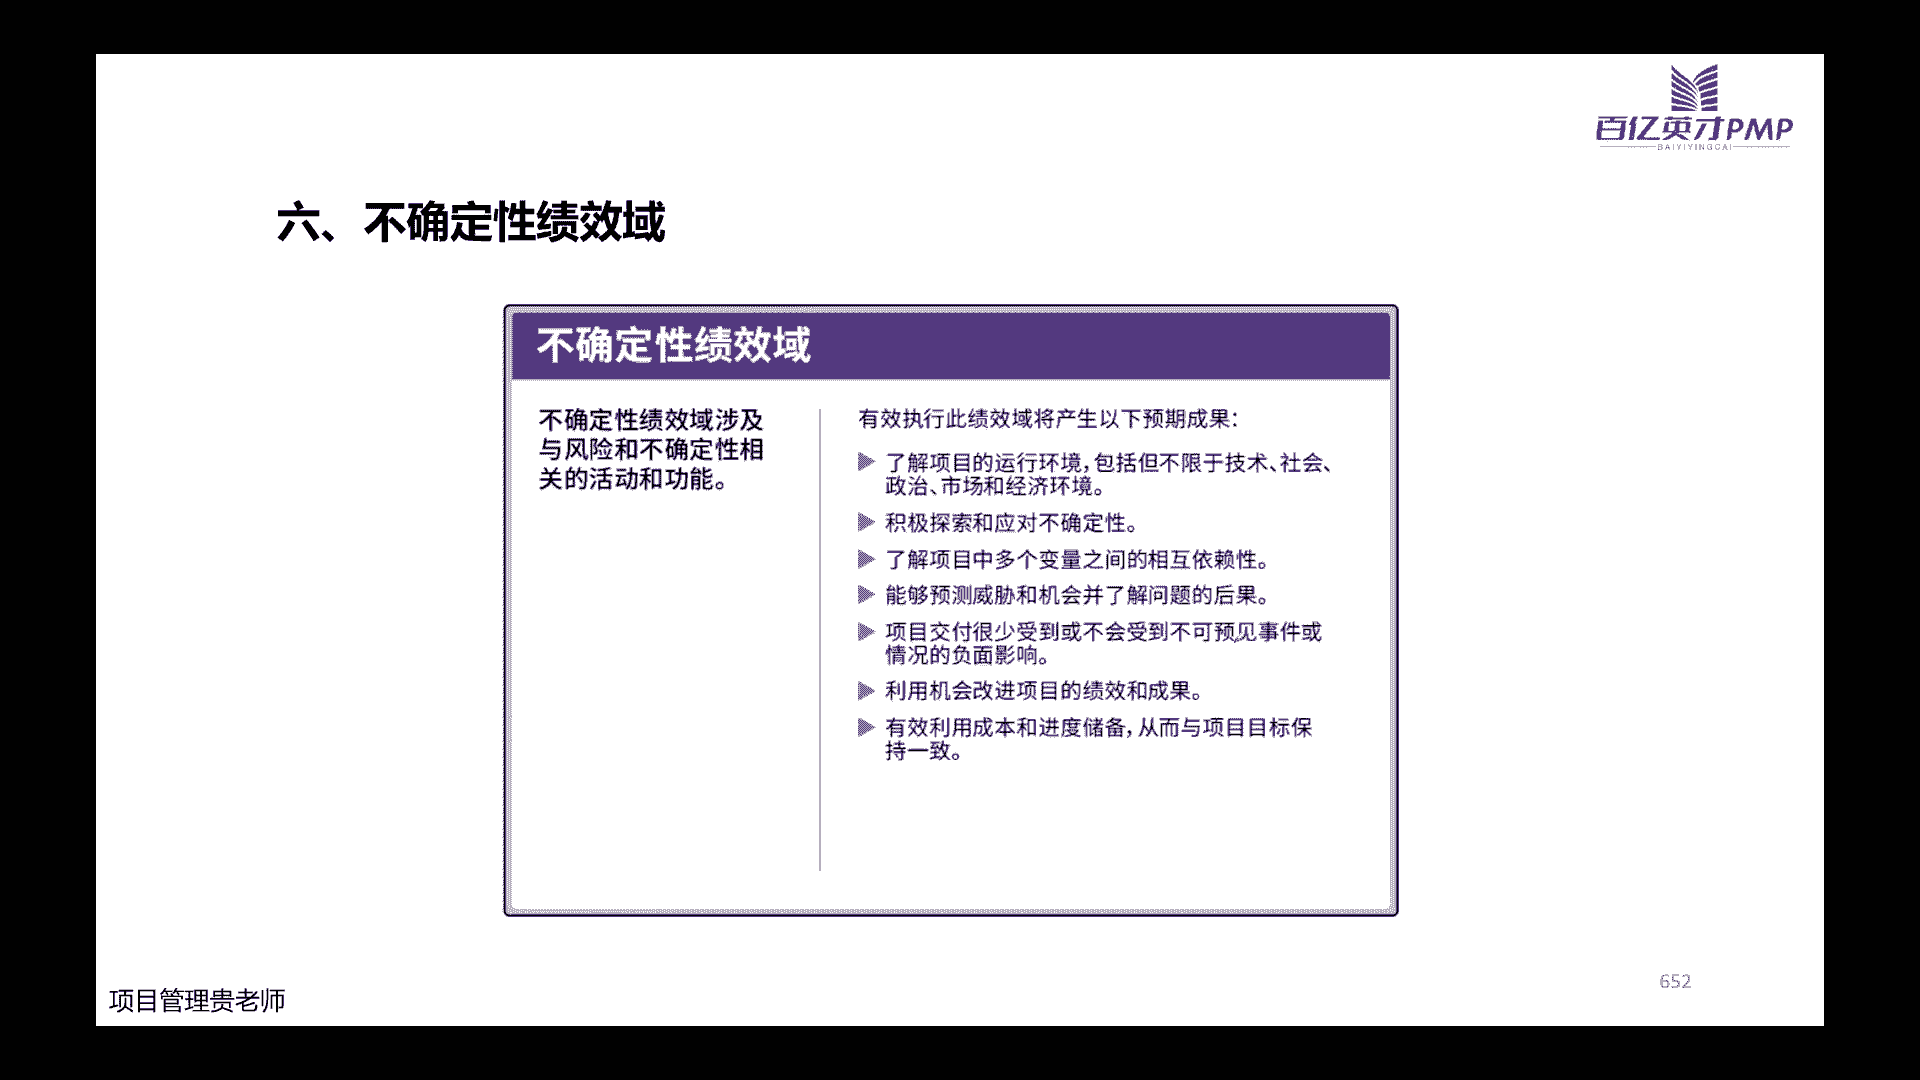 百亿英才PMP
BAIYIYINGCAI
六、不确定性绩效域
不确定性绩效域
不确定性绩效域涉及
与风险和不确定性相
关的活动和功能。
有效执行此绩效域将产生以下预期成果：
了解项目的运行环境，包括但不限于技术、社会、
政治、市场和经济环境。
积极探索和应对不确定性。
了解项目中多个变量之间的相互依赖性。
能够预测威胁和机会并了解问题的后果。
项目交付很少受到或不会受到不可预见事件或
情况的负面影响。
利用机会改进项目的绩效和成果。
有效利用成本和进度储备，从而与项目目标保
持一致。
652
项目管理贵老师